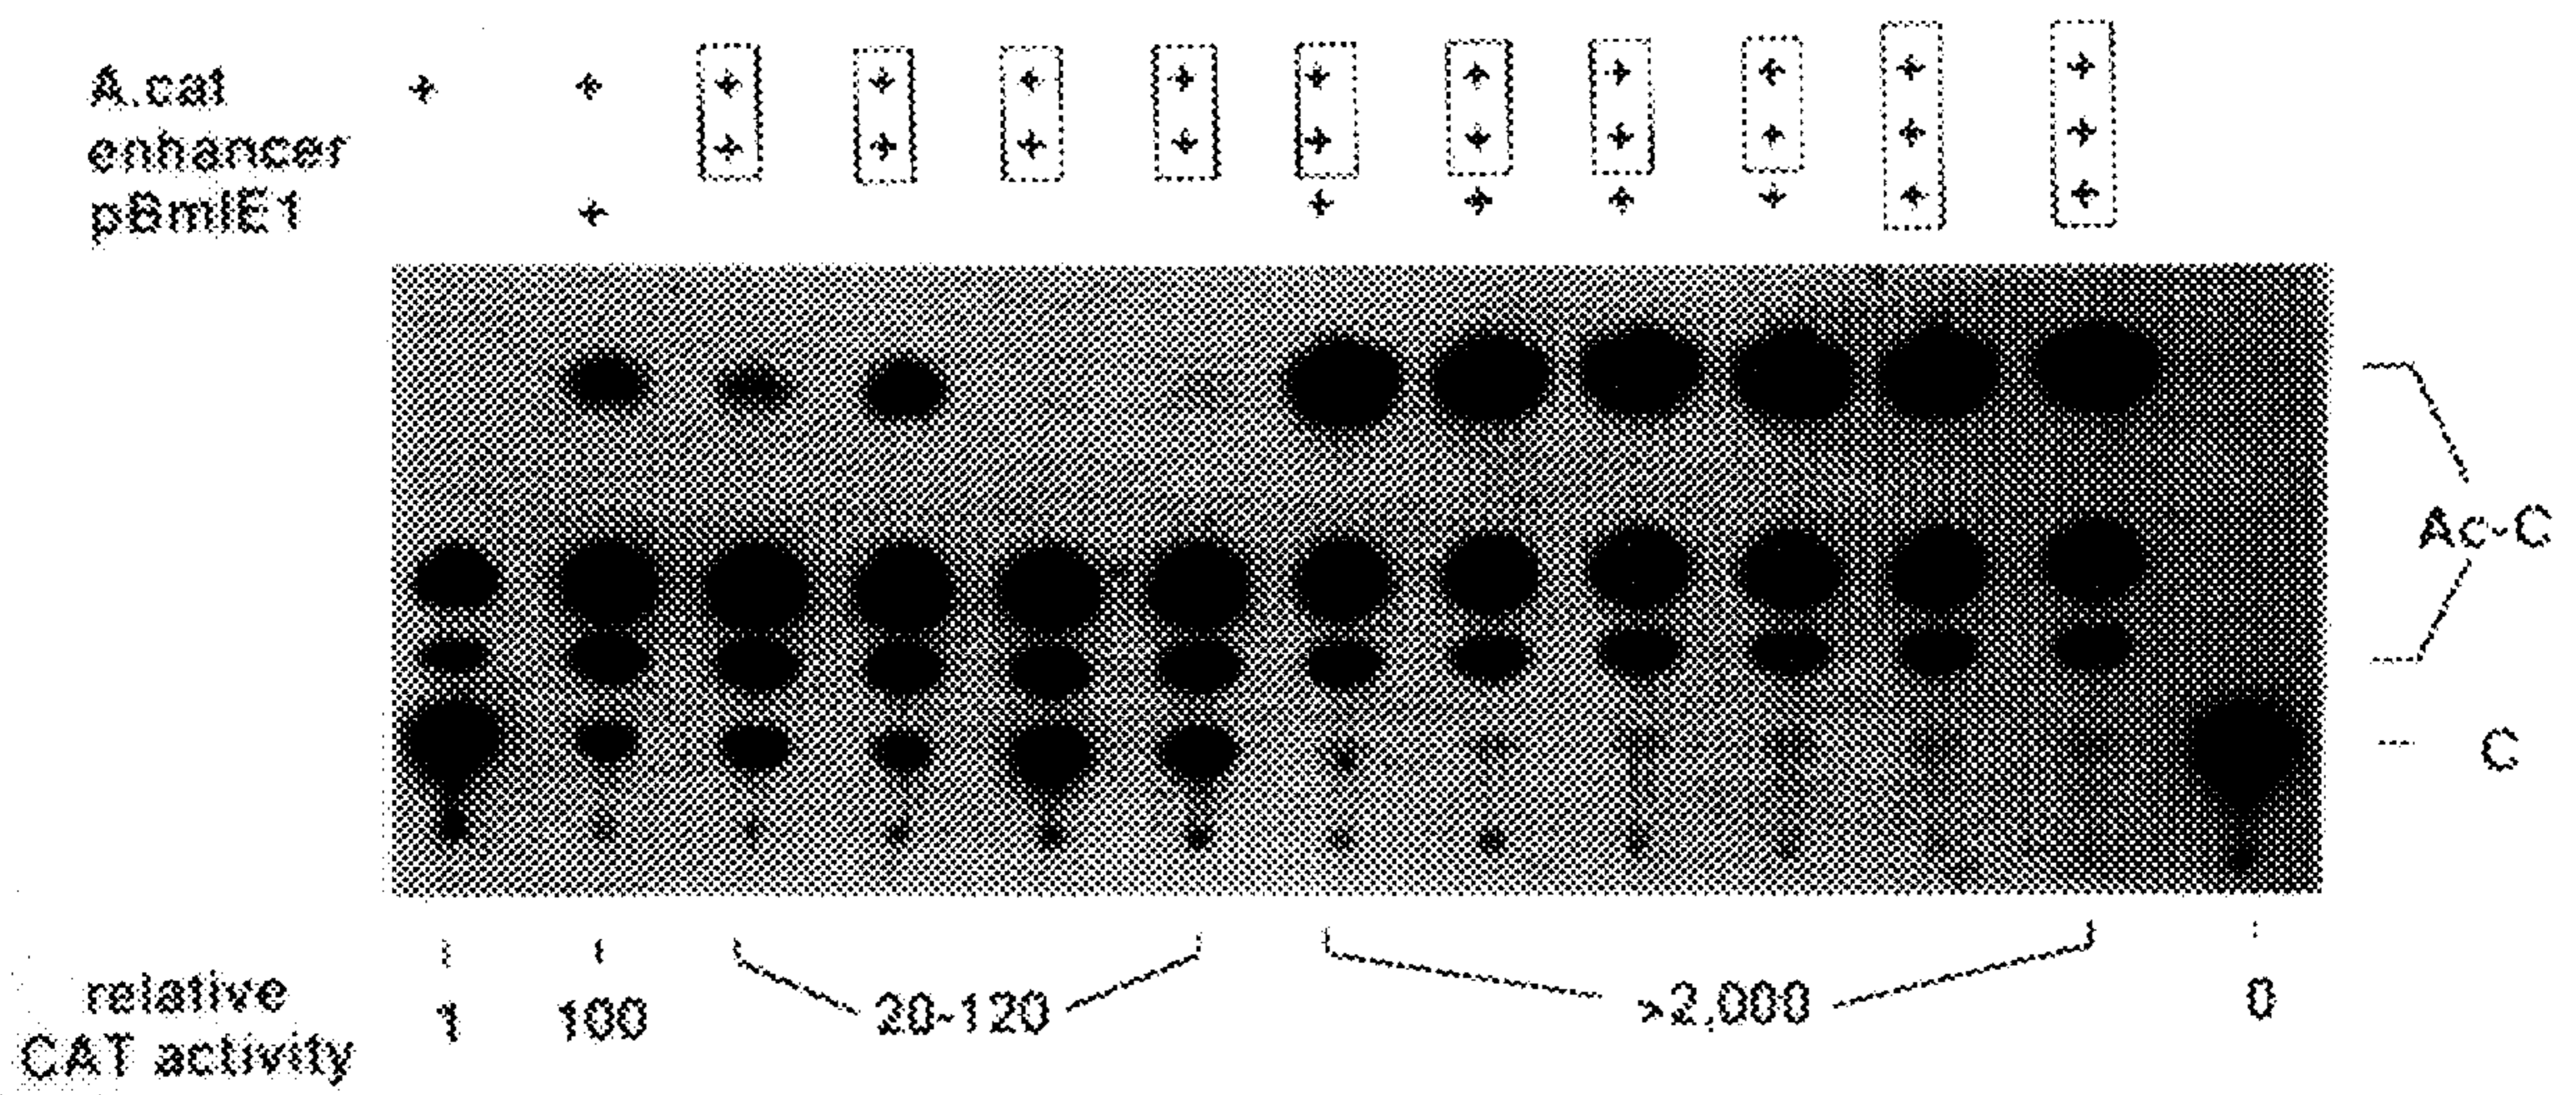 A.cat + + + + + + + + + + + +
enhancer + + + + + + + + + +
pBmIE1 + + + + + + +
Ac-C
C
relative CAT activity
1 100 20-120 >2,000 0